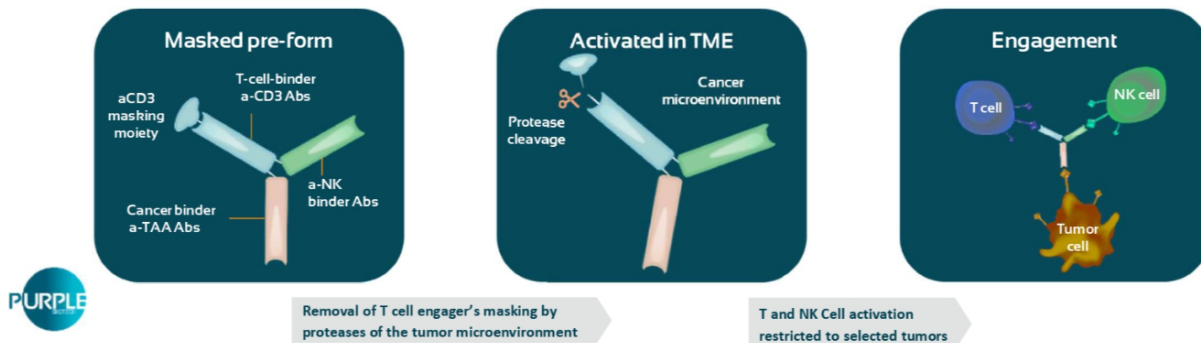 Masked pre-form
T-cell-binder
a-CD3 Abs
aCD3
masking
moiety
a-NK
binder Abs
Cancer binder
a-TAA Abs
Activated in TME
Cancer
microenvironment
Protease
cleavage
Engagement
T cell
NK cell
Tumor
cell
PURPLE
Removal of T cell engager's masking by
proteases of the tumor microenvironment
T and NK Cell activation
restricted to selected tumors